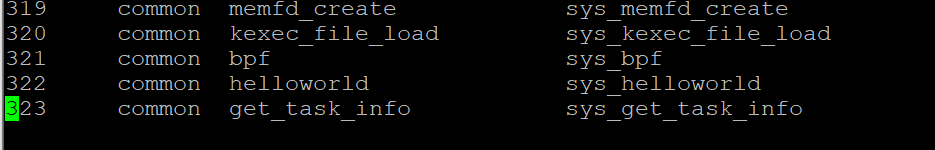 319 common memfd_create sys_memfd_create
320 common kexec_file_load sys_kexec_file_load
321 common bpf sys_bpf
322 common helloworld sys_helloworld
323 common get_task_info sys_get_task_info